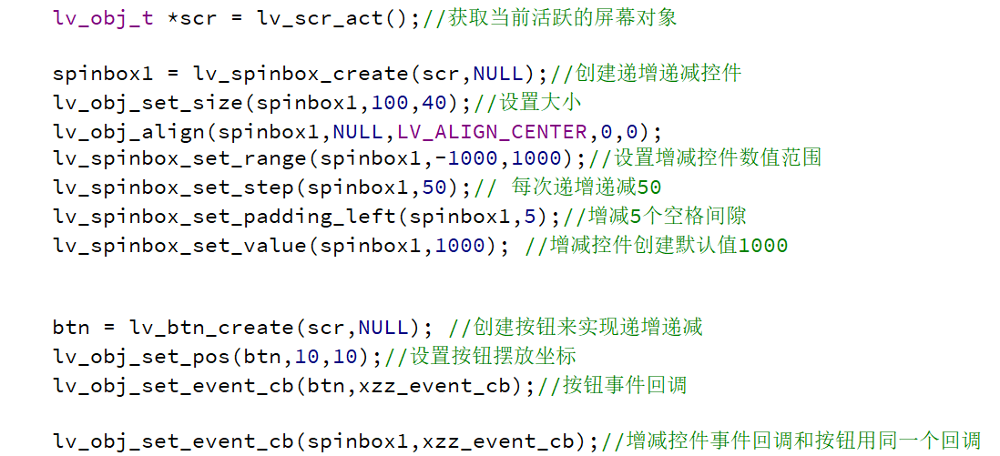 lv_obj_t *scr = lv_scr_act();//获取当前活跃的屏幕对象
spinbox1 = lv_spinbox_create(scr,NULL);//创建递增递减控件
lv_obj_set_size(spinbox1,100,40);//设置大小
lv_obj_align(spinbox1,NULL,LV_ALIGN_CENTER,0,0);
lv_spinbox_set_range(spinbox1,-1000,1000);//设置增减控件数值范围
lv_spinbox_set_step(spinbox1,50);// 每次递增递减50
lv_spinbox_set_padding_left(spinbox1,5);//增减5个空格间隙
lv_spinbox_set_value(spinbox1,1000); //增减控件创建默认值1000
btn = lv_btn_create(scr,NULL); //创建按钮来实现递增递减
lv_obj_set_pos(btn,10,10);//设置按钮摆放坐标
lv_obj_set_event_cb(btn,xzz_event_cb);//按钮事件回调
lv_obj_set_event_cb(spinbox1,xzz_event_cb);//增减控件事件回调和按钮用同一个回调